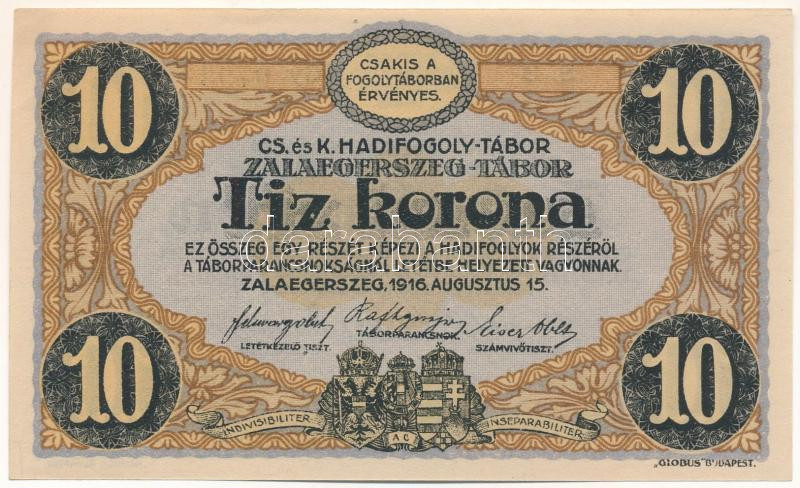 10
10
CSAKIS A
FOGOLYTÁBORBAN
ÉRVÉNYES.
CS. és K. HADIFOGOLY-TÁBOR
ZALAEGERSZEG-TÁBOR
Tiz korona
EZ ÖSSZEG EGY RÉSZÉT KÉPEZI A HADIFOGLYOK RÉSZÉRŐL
A TÁBORPARANCSNOKSÁGNÁL LETÉTBE HELYEZETT VAGYONNAK.
ZALAEGERSZEG, 1916. AUGUSZTUS 15.
LETÉTKEZELŐ TISZT.
TÁBORPARANCSNOK.
SZÁMVIVŐTISZT.
10
10
INDIVISIBILITER
AC
INSEPARABILITER
„GLOBUS" BUDAPEST.
darabanth